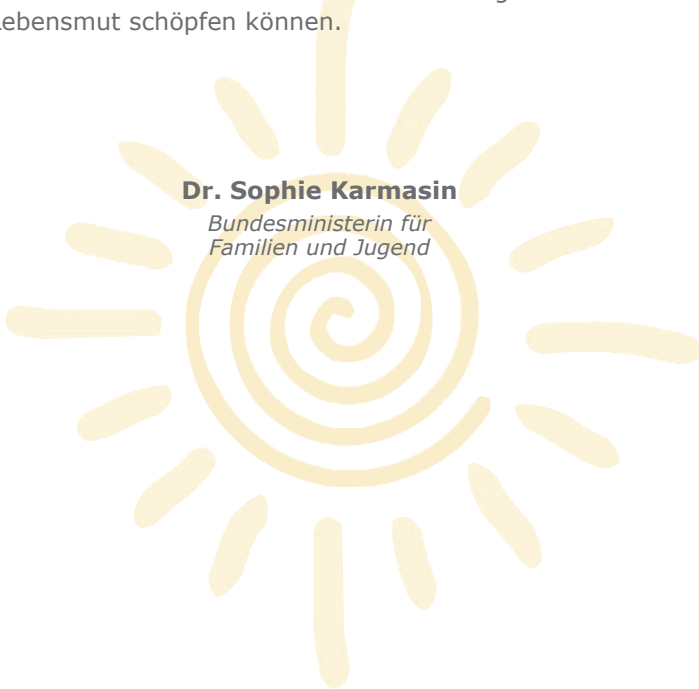 Lebensmut schöpfen können.
Dr. Sophie Karmasin
Bundesministerin für
Familien und Jugend